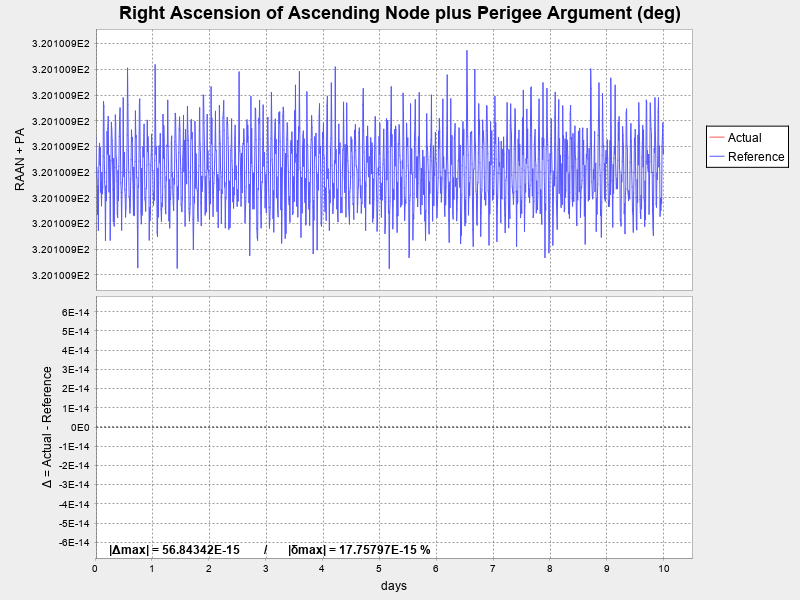 Right Ascension of Ascending Node plus Perigee Argument (deg)
3.201009E2
3.201009E2
3.201009E2
3.201009E2
3.201009E2
3.201009E2
3.201009E2
3.201009E2
3.201009E2
3.201009E2
RAAN + PA
Actual
Reference
6E-14
5E-14
4E-14
3E-14
2E-14
1E-14
0E0
-1E-14
-2E-14
-3E-14
-4E-14
-5E-14
-6E-14
Δ = Actual - Reference
|Δmax| = 56.84342E-15 / |δmax| = 17.75797E-15 %
0 1 2 3 4 5 6 7 8 9 10
days